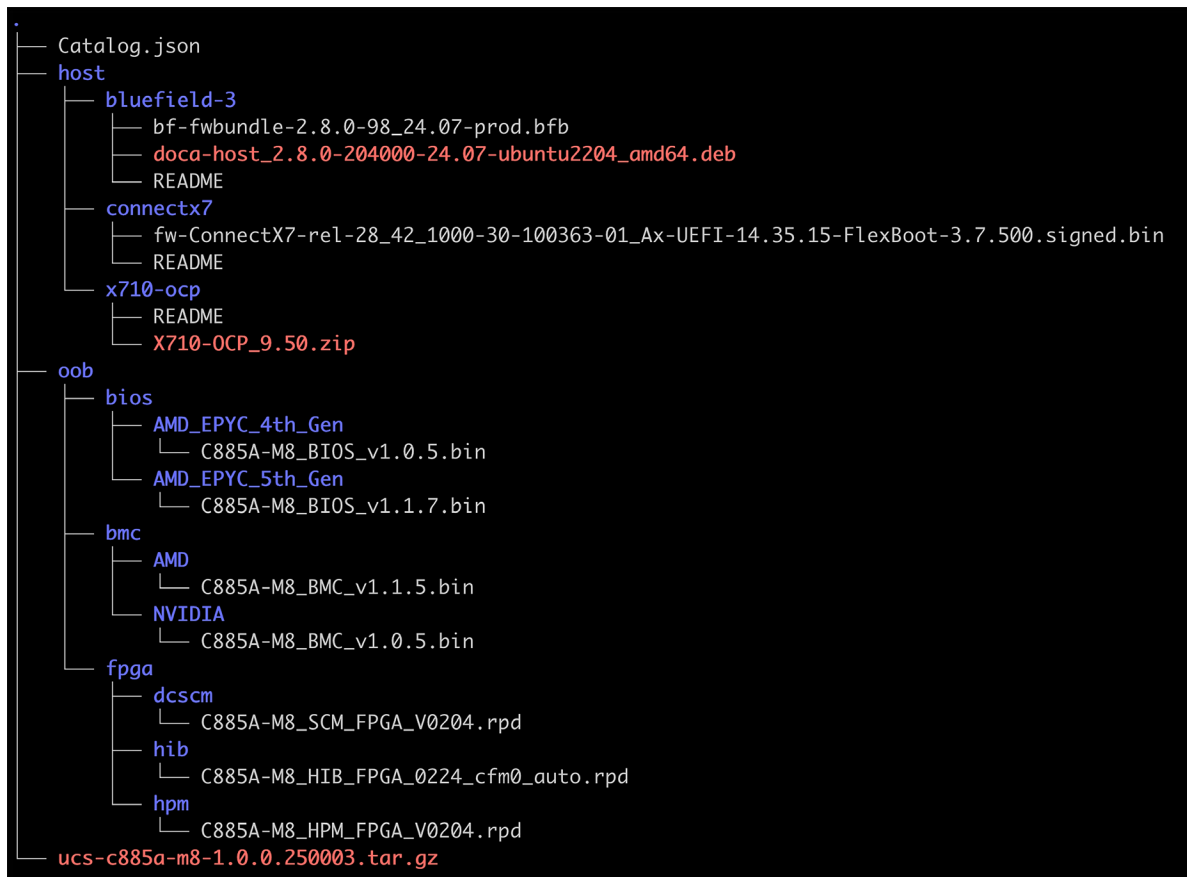 .
├── Catalog.json
├── host
│   ├── bluefield-3
│   │   ├── bf-fwbundle-2.8.0-98_24.07-prod.bfb
│   │   ├── doca-host_2.8.0-204000-24.07-ubuntu2204_amd64.deb
│   │   └── README
│   ├── connectx7
│   │   ├── fw-ConnectX7-rel-28_42_1000-30-100363-01_Ax-UEFI-14.35.15-FlexBoot-3.7.500.signed.bin
│   │   └── README
│   └── x710-ocp
│       ├── README
│       └── X710-OCP_9.50.zip
├── oob
│   ├── bios
│   │   ├── AMD_EPYC_4th_Gen
│   │   │   └── C885A-M8_BIOS_v1.0.5.bin
│   │   └── AMD_EPYC_5th_Gen
│   │       └── C885A-M8_BIOS_v1.1.7.bin
│   ├── bmc
│   │   ├── AMD
│   │   │   └── C885A-M8_BMC_v1.1.5.bin
│   │   └── NVIDIA
│   │       └── C885A-M8_BMC_v1.0.5.bin
│   └── fpga
│       ├── dcscm
│       │   └── C885A-M8_SCM_FPGA_V0204.rpd
│       ├── hib
│       │   └── C885A-M8_HIB_FPGA_0224_cfm0_auto.rpd
│       └── hpm
│           └── C885A-M8_HPM_FPGA_V0204.rpd
└── ucs-c885a-m8-1.0.0.250003.tar.gz